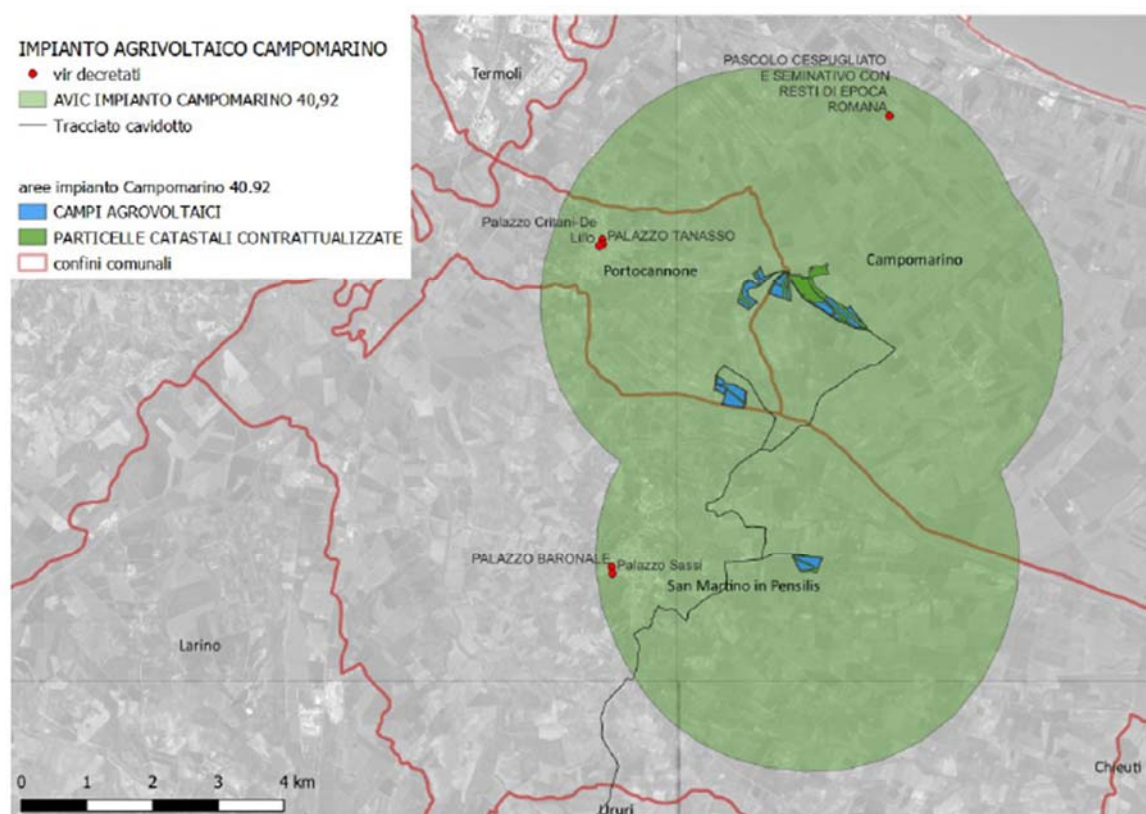 IMPIANTO AGRIVOLTAICO CAMPOMARINO
vir decretati
AVIC IMPIANTO CAMPOMARINO 40,92
Tracciato cavidotto
aree impianto Campomarino 40.92
CAMPI AGROVOLTAICI
PARTICELLE CATASTALI CONTRATTUALIZZATE
confini comunali
Termoli
PASCOLO CESPUGLIATO
E SEMINATIVO CON
RESTI DI EPOCA
ROMANA
Palazzo Critani-De
Lillo
PALAZZO TANASSO
Portocannone
Campomarino
PALAZZO BARONALE
Palazzo Sassi
San Martino in Pensilis
Larino
Chieuti
Ururi
0 1 2 3 4 km